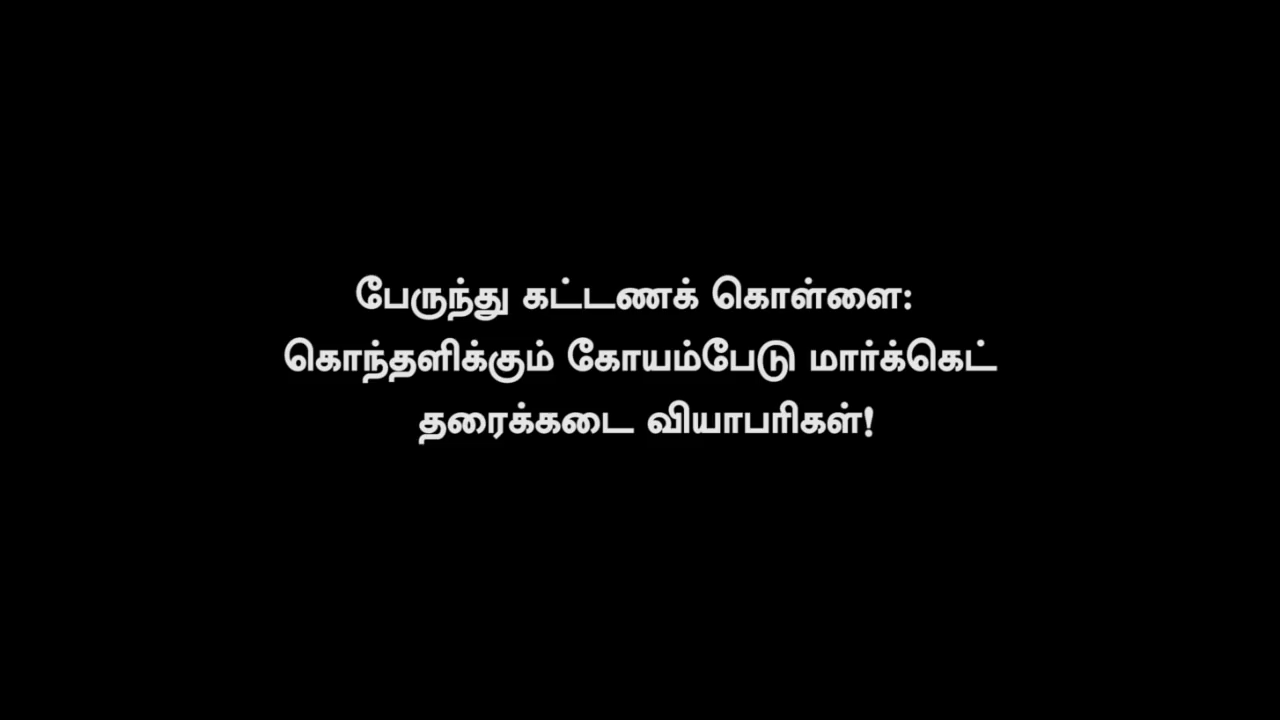 பேருந்து கட்டணக் கொள்ளை:
கொந்தளிக்கும் கோயம்பேடு மார்க்கெட்
தரைக்கடை வியாபரிகள்!